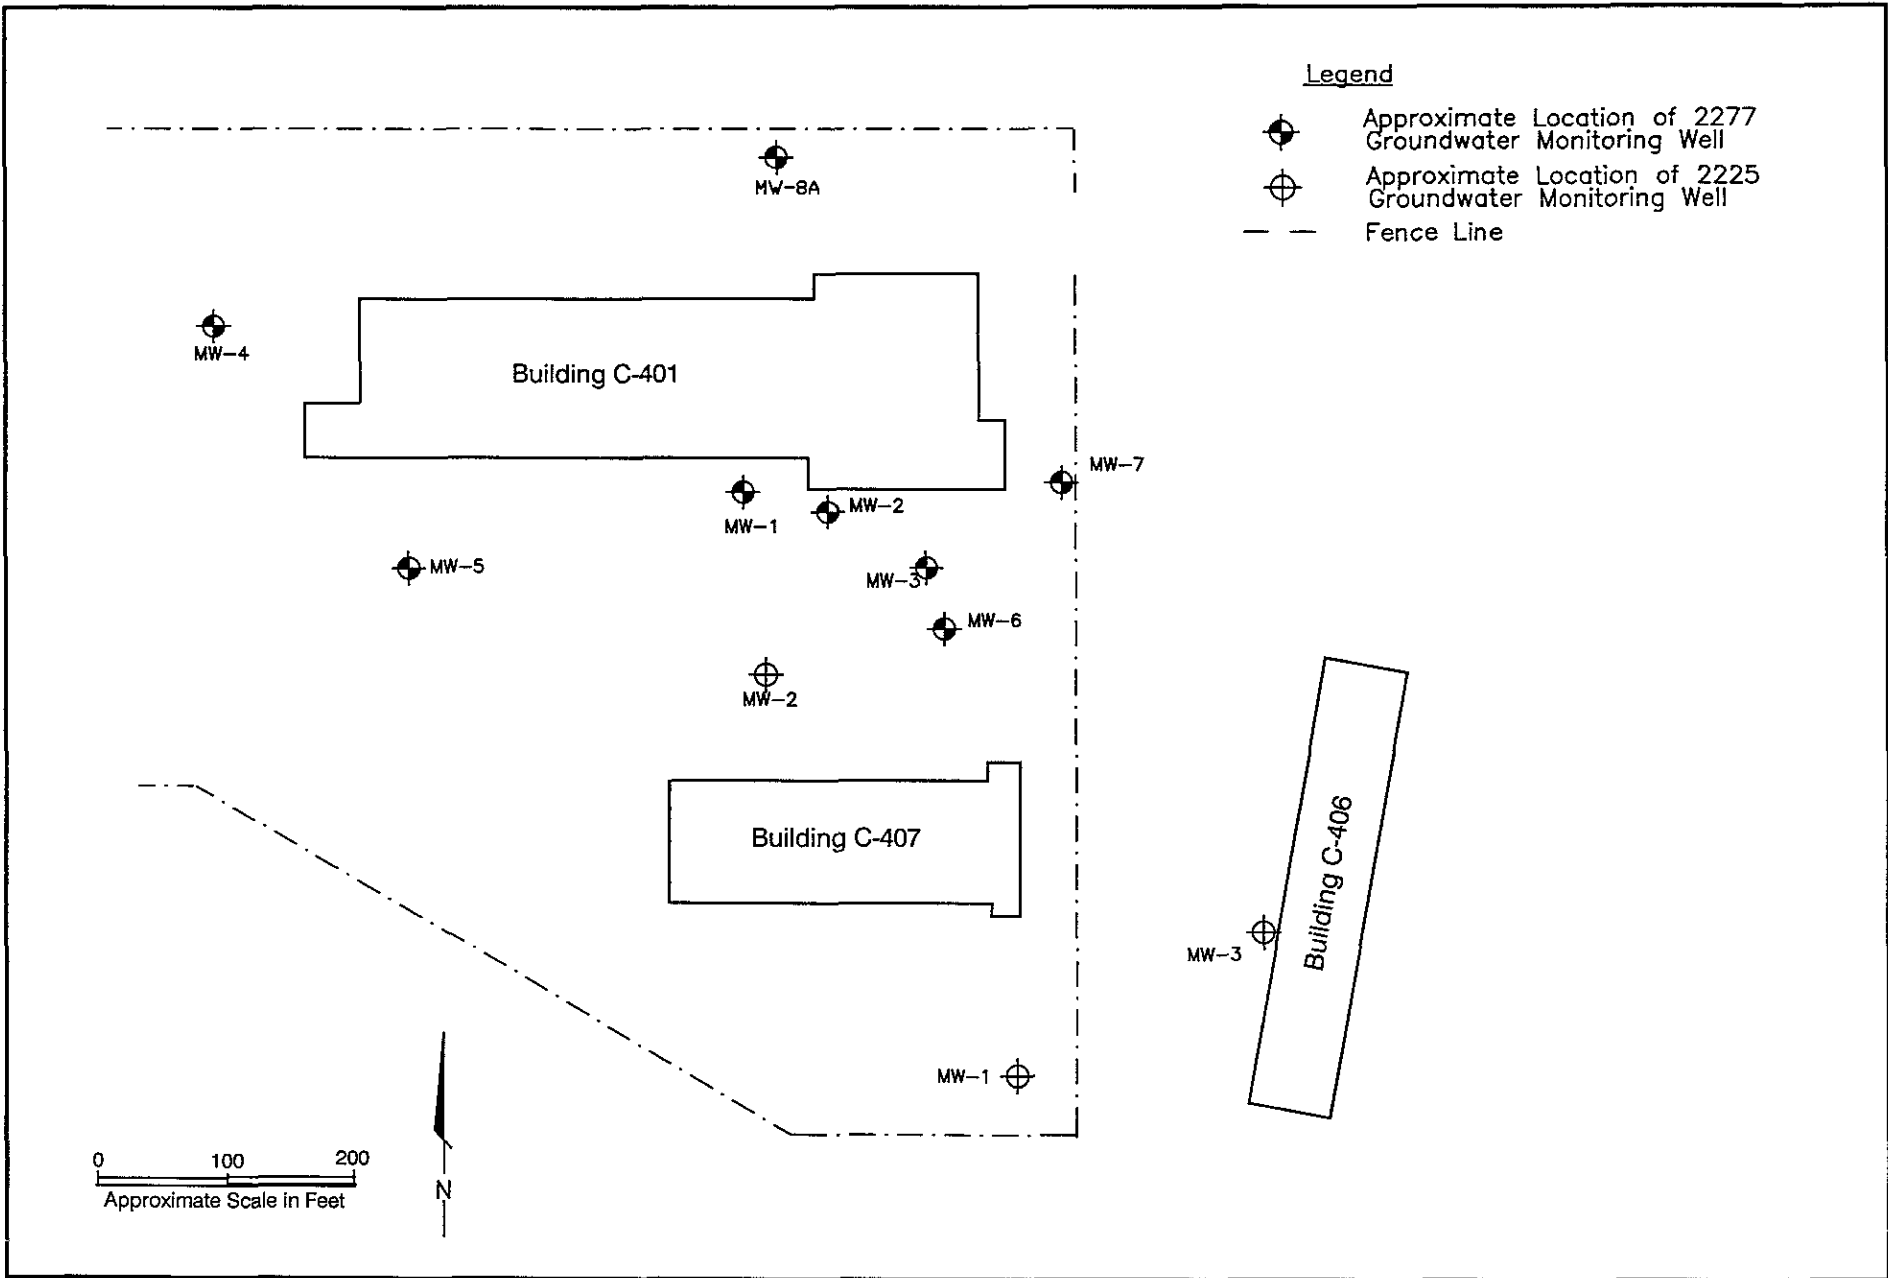 Legend
Approximate Location of 2277
Groundwater Monitoring Well
Approximate Location of 2225
Groundwater Monitoring Well
Fence Line
MW-8A
MW-4
Building C-401
MW-7
MW-1
MW-2
MW-5
MW-3
MW-6
MW-2
Building C-407
Building C-406
MW-3
MW-1
0 100 200
Approximate Scale in Feet
N